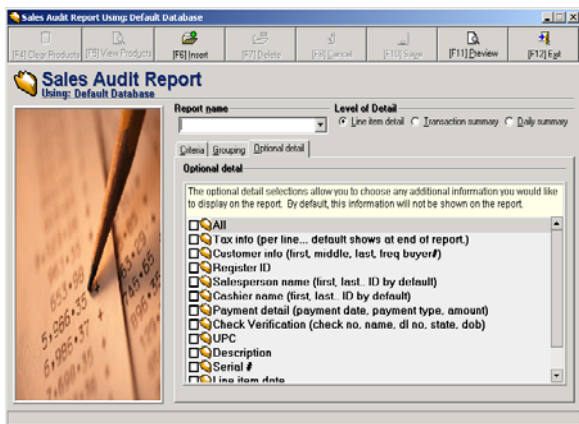 Sales Audit Report Using: Default Database
[F4] Clear Products [F5] View Products [F6] Insert [F7] Delete [F8] Cancel [F10] Save [F11] Preview [F12] Exit
Sales Audit Report
Using: Default Database
Report name
Level of Detail
Line item detail Transaction summary Daily summary
Criteria Grouping Optional detail
Optional detail
The optional detail selections allow you to choose any additional information you would like
to display on the report. By default, this information will not be shown on the report.
All
Tax info (per line... default shows at end of report.)
Customer info (first, middle, last, freq buyer#)
Register ID
Salesperson name (first, last.. ID by default)
Cashier name (first, last.. ID by default)
Payment detail (payment date, payment type, amount)
Check Verification (check no, name, dl no, state, dob)
UPC
Description
Serial #
Line item date